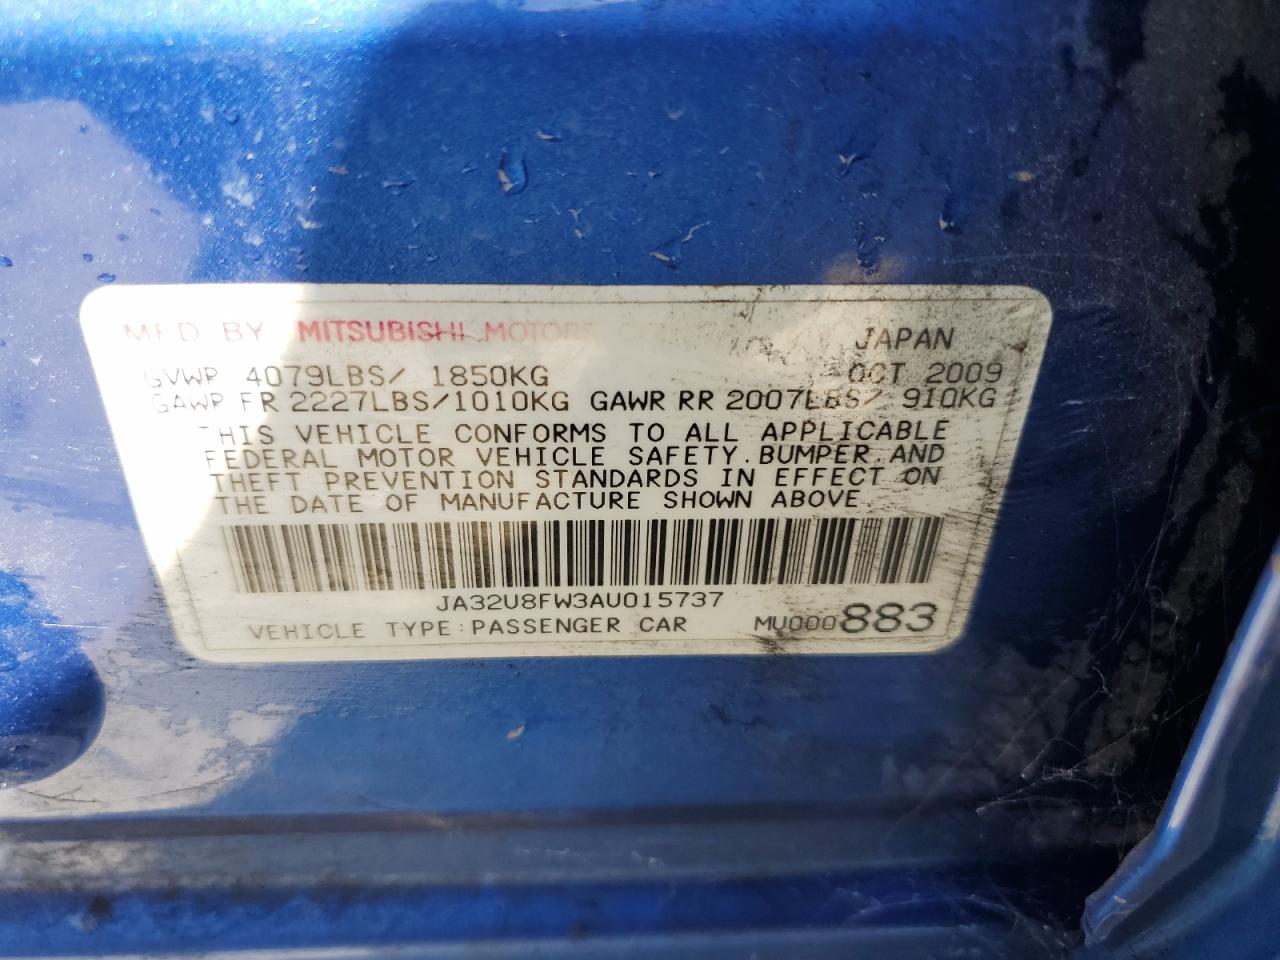 MFD BY MITSUBISHI MOTORS JAPAN
GVWR 4079LBS/ 1850KG OCT 2009
GAWR FR 2227LBS/1010KG GAWR RR 2007LBS/ 910KG
THIS VEHICLE CONFORMS TO ALL APPLICABLE
FEDERAL MOTOR VEHICLE SAFETY.BUMPER.AND
THEFT PREVENTION STANDARDS IN EFFECT ON
THE DATE OF MANUFACTURE SHOWN ABOVE.
JA32U8FW3AU015737
VEHICLE TYPE:PASSENGER CAR MU000883